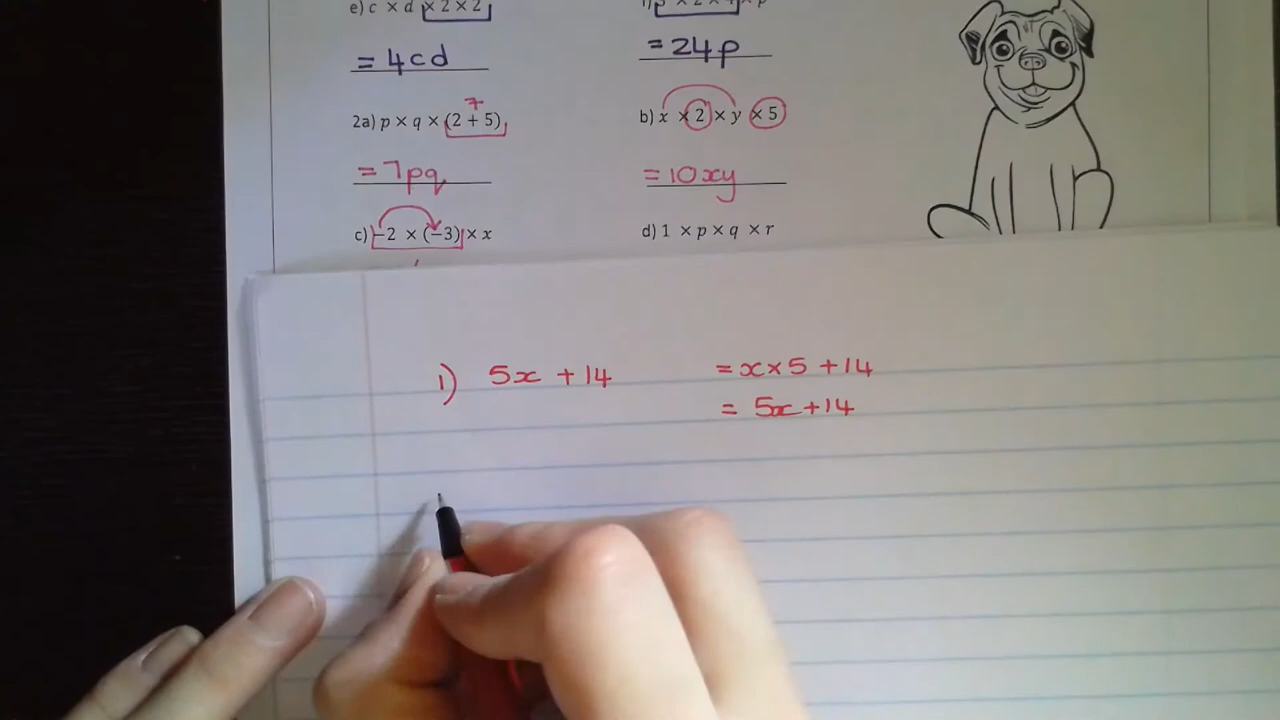 e) c × d × 2 × 2
= 4cd
= 24p
7
2a) p × q × (2 + 5)
b) x × 2 × y × 5
= 7pq
= 10xy
c) −2 × (−3) × x
d) 1 × p × q × r
1) 5x + 14
= x × 5 + 14
= 5x + 14